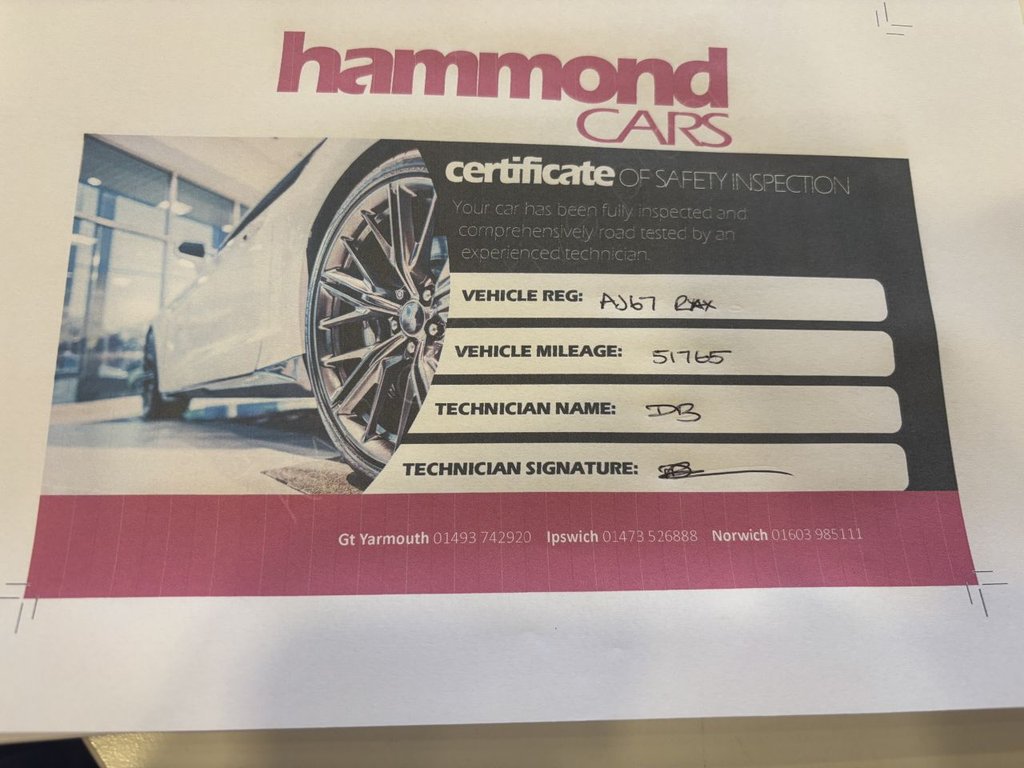 hammond
CARS
certificate OF SAFETY INSPECTION
Your car has been fully inspected and
comprehensively road tested by an
experienced technician.
VEHICLE REG: AJ67 RXAX
VEHICLE MILEAGE: 51765
TECHNICIAN NAME: DB
TECHNICIAN SIGNATURE:
Gt Yarmouth 01493 742920 Ipswich 01473 526888 Norwich 01603 985111